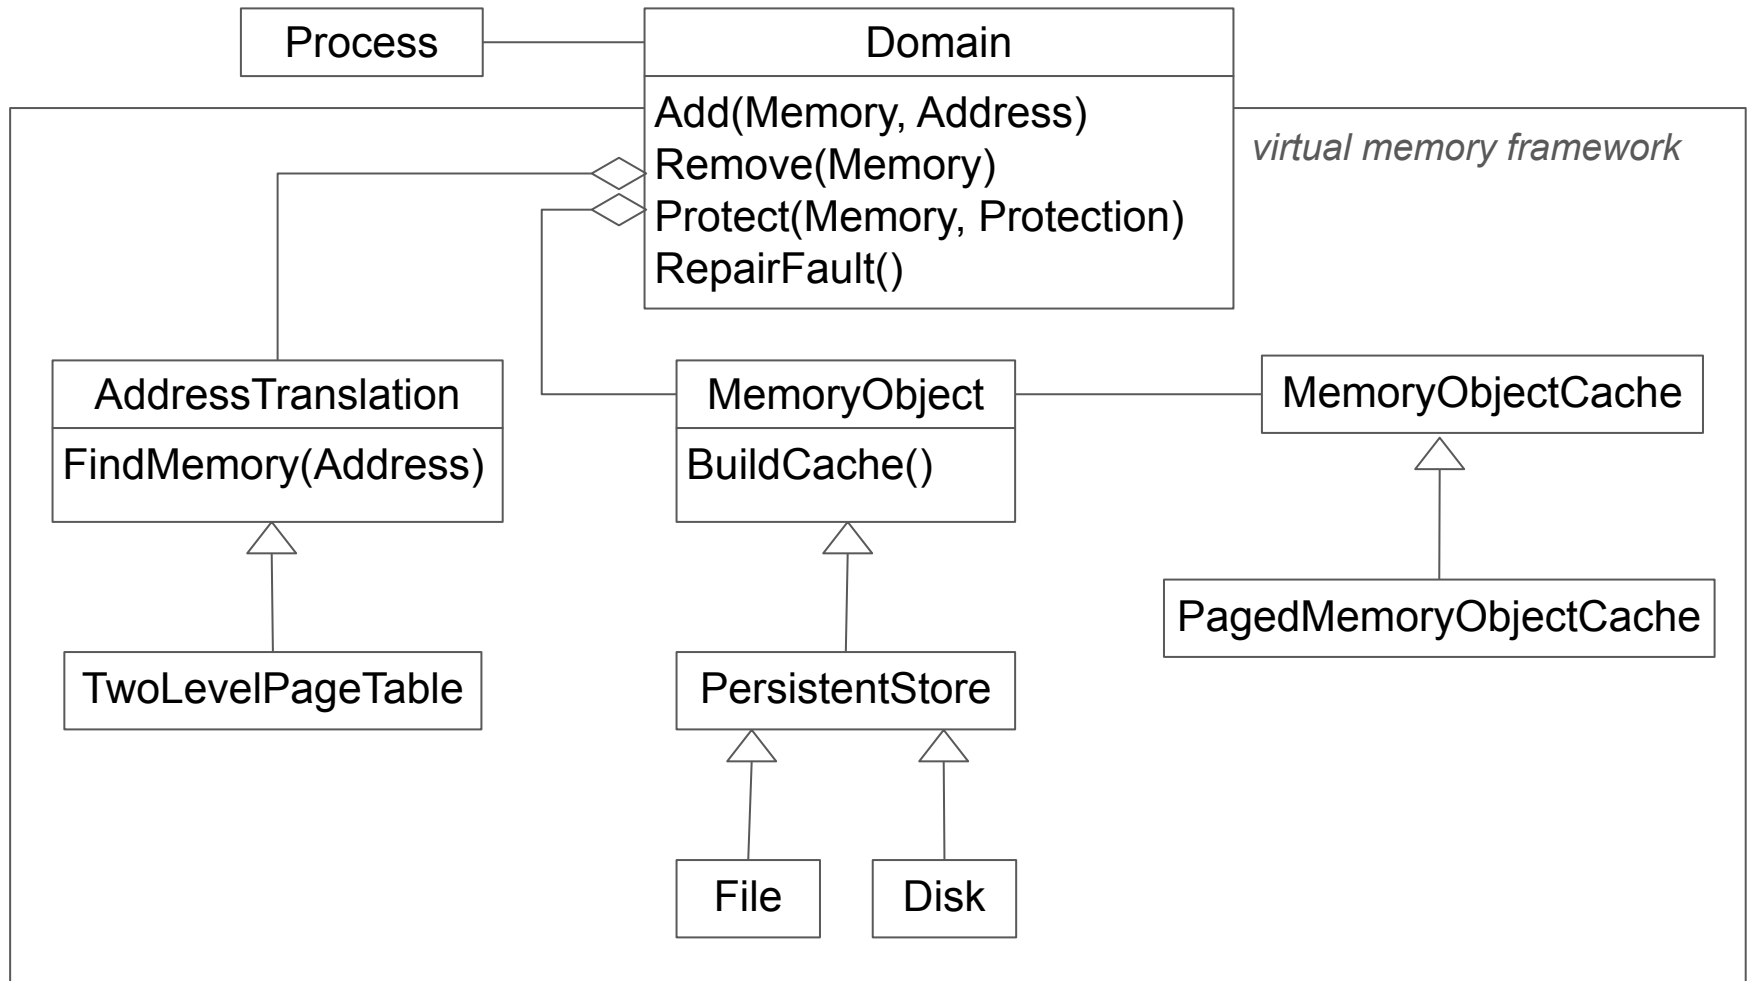 Process
Domain
Add(Memory, Address)
Remove(Memory)
Protect(Memory, Protection)
RepairFault()
virtual memory framework
AddressTranslation
FindMemory(Address)
MemoryObject
BuildCache()
MemoryObjectCache
PagedMemoryObjectCache
TwoLevelPageTable
PersistentStore
File
Disk